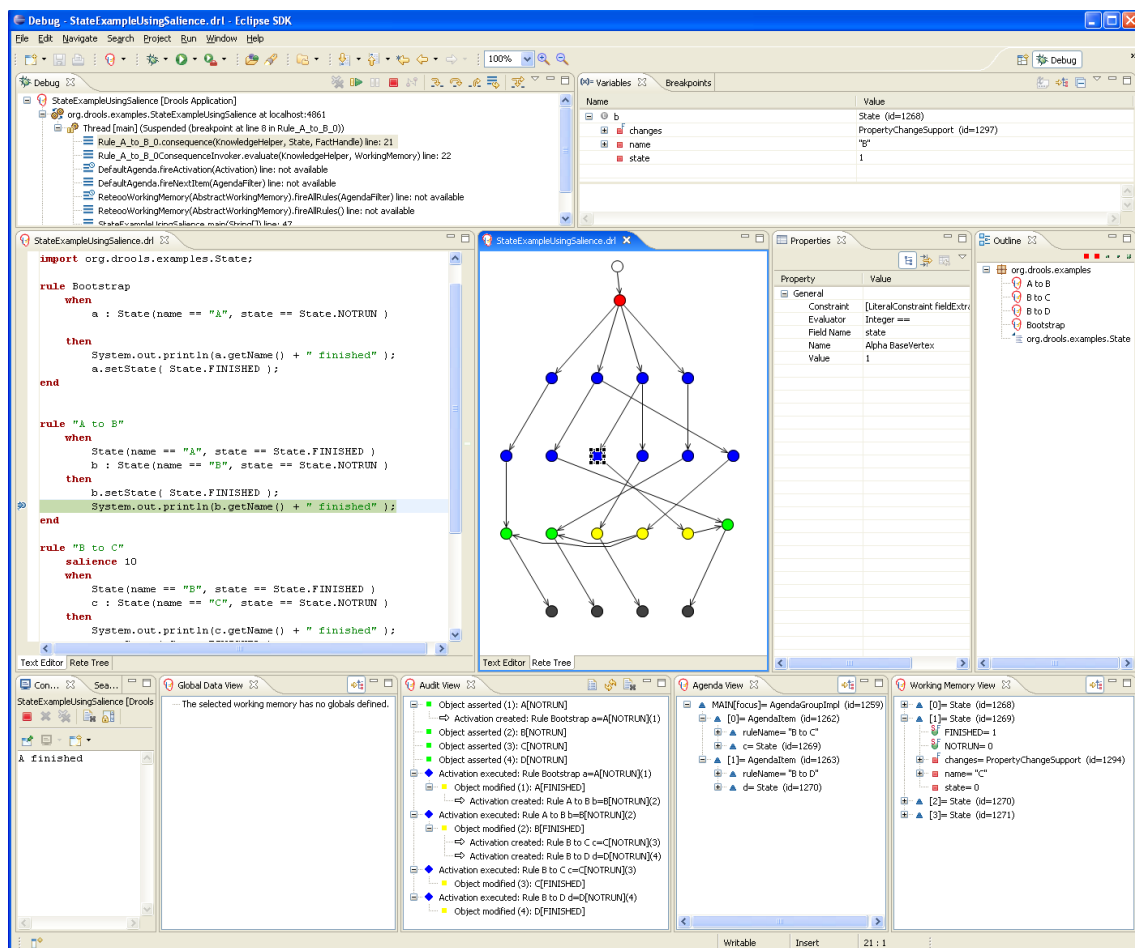 Debug - StateExampleUsingSalience.drl - Eclipse SDK
File Edit Navigate Search Project Run Window Help
100%
Debug
Debug
StateExampleUsingSalience [Drools Application]
org.drools.examples.StateExampleUsingSalience at localhost:4861
Thread [main] (Suspended (breakpoint at line 8 in Rule_A_to_B_0))
Rule_A_to_B_0.consequence(KnowledgeHelper, State, FactHandle) line: 21
Rule_A_to_B_0ConsequenceInvoker.evaluate(KnowledgeHelper, WorkingMemory) line: 22
DefaultAgenda.fireActivation(Activation) line: not available
DefaultAgenda.fireNextItem(AgendaFilter) line: not available
ReteooWorkingMemory(AbstractWorkingMemory).fireAllRules(AgendaFilter) line: not available
ReteooWorkingMemory(AbstractWorkingMemory).fireAllRules() line: not available
StateExampleUsingSalience.main(String[]) line: 47
(x)= Variables Breakpoints
Name Value
b State (id=1268)
changes PropertyChangeSupport (id=1297)
name "B"
state 1
StateExampleUsingSalience.drl
import org.drools.examples.State;
rule Bootstrap
when
a : State(name == "A", state == State.NOTRUN )
then
System.out.println(a.getName() + " finished" );
a.setState( State.FINISHED );
end
rule "A to B"
when
State(name == "A", state == State.FINISHED )
b : State(name == "B", state == State.NOTRUN )
then
b.setState( State.FINISHED );
System.out.println(b.getName() + " finished" );
end
rule "B to C"
salience 10
when
State(name == "B", state == State.FINISHED )
c : State(name == "C", state == State.NOTRUN )
then
System.out.println(c.getName() + " finished" );
Text Editor Rete Tree
StateExampleUsingSalience.drl
Text Editor Rete Tree
Properties
Property Value
General
Constraint [LiteralConstraint fieldExtra
Evaluator Integer ==
Field Name state
Name Alpha BaseVertex
Value 1
Outline
org.drools.examples
A to B
B to C
B to D
Bootstrap
org.drools.examples.State
Con... Sea...
StateExampleUsingSalience [Drools
A finished
Global Data View
The selected working memory has no globals defined.
Audit View
Object asserted (1): A[NOTRUN]
Activation created: Rule Bootstrap a=A[NOTRUN](1)
Object asserted (2): B[NOTRUN]
Object asserted (3): C[NOTRUN]
Object asserted (4): D[NOTRUN]
Activation executed: Rule Bootstrap a=A[NOTRUN](1)
Object modified (1): A[FINISHED]
Activation created: Rule A to B b=B[NOTRUN](2)
Activation executed: Rule A to B b=B[NOTRUN](2)
Object modified (2): B[FINISHED]
Activation created: Rule B to C c=C[NOTRUN](3)
Activation created: Rule B to D d=D[NOTRUN](4)
Activation executed: Rule B to C c=C[NOTRUN](3)
Object modified (3): C[FINISHED]
Activation executed: Rule B to D d=D[NOTRUN](4)
Object modified (4): D[FINISHED]
Agenda View
MAIN[focus]= AgendaGroupImpl (id=1259)
[0]= AgendaItem (id=1262)
ruleName= "B to C"
c= State (id=1269)
[1]= AgendaItem (id=1263)
ruleName= "B to D"
d= State (id=1270)
Working Memory View
[0]= State (id=1268)
[1]= State (id=1269)
FINISHED= 1
NOTRUN= 0
changes= PropertyChangeSupport (id=1294)
name= "C"
state= 0
[2]= State (id=1270)
[3]= State (id=1271)
Writable Insert 21 : 1